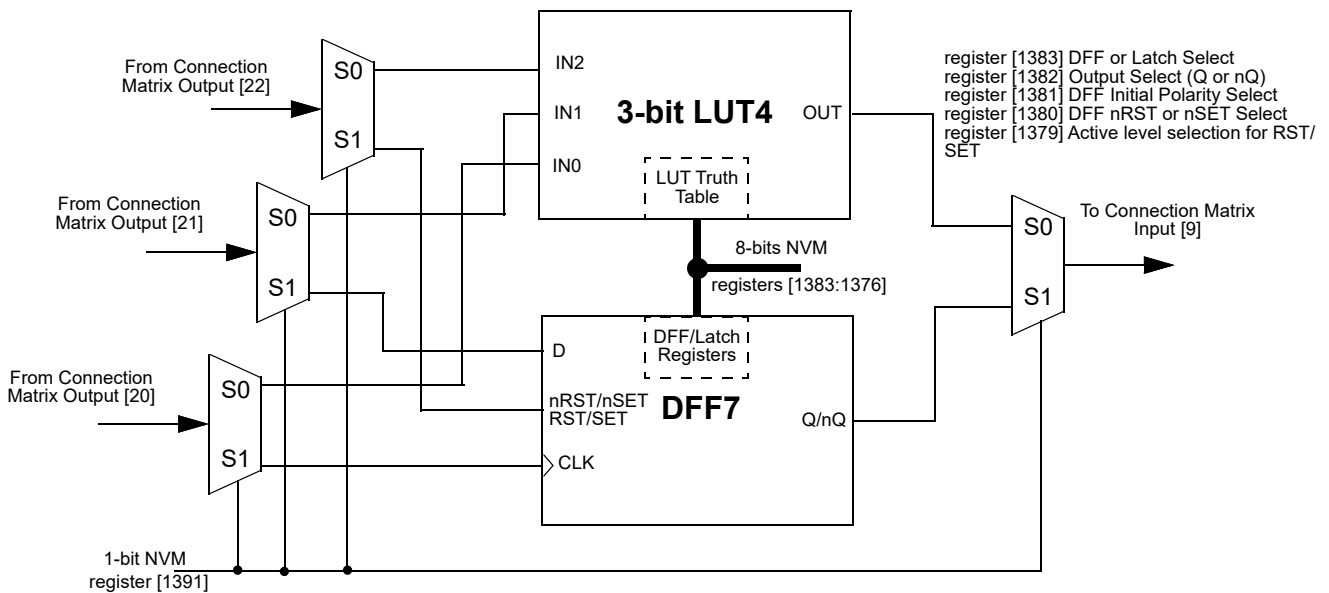 From Connection
Matrix Output [22]
S0
S1
IN2
IN1
IN0
3-bit LUT4
OUT
LUT Truth
Table
register [1383] DFF or Latch Select
register [1382] Output Select (Q or nQ)
register [1381] DFF Initial Polarity Select
register [1380] DFF nRST or nSET Select
register [1379] Active level selection for RST/
SET
From Connection
Matrix Output [21]
S0
S1
8-bits NVM
registers [1383:1376]
S0
S1
To Connection Matrix
Input [9]
From Connection
Matrix Output [20]
S0
S1
D
nRST/nSET
RST/SET
CLK
DFF/Latch
Registers
DFF7
Q/nQ
1-bit NVM
register [1391]